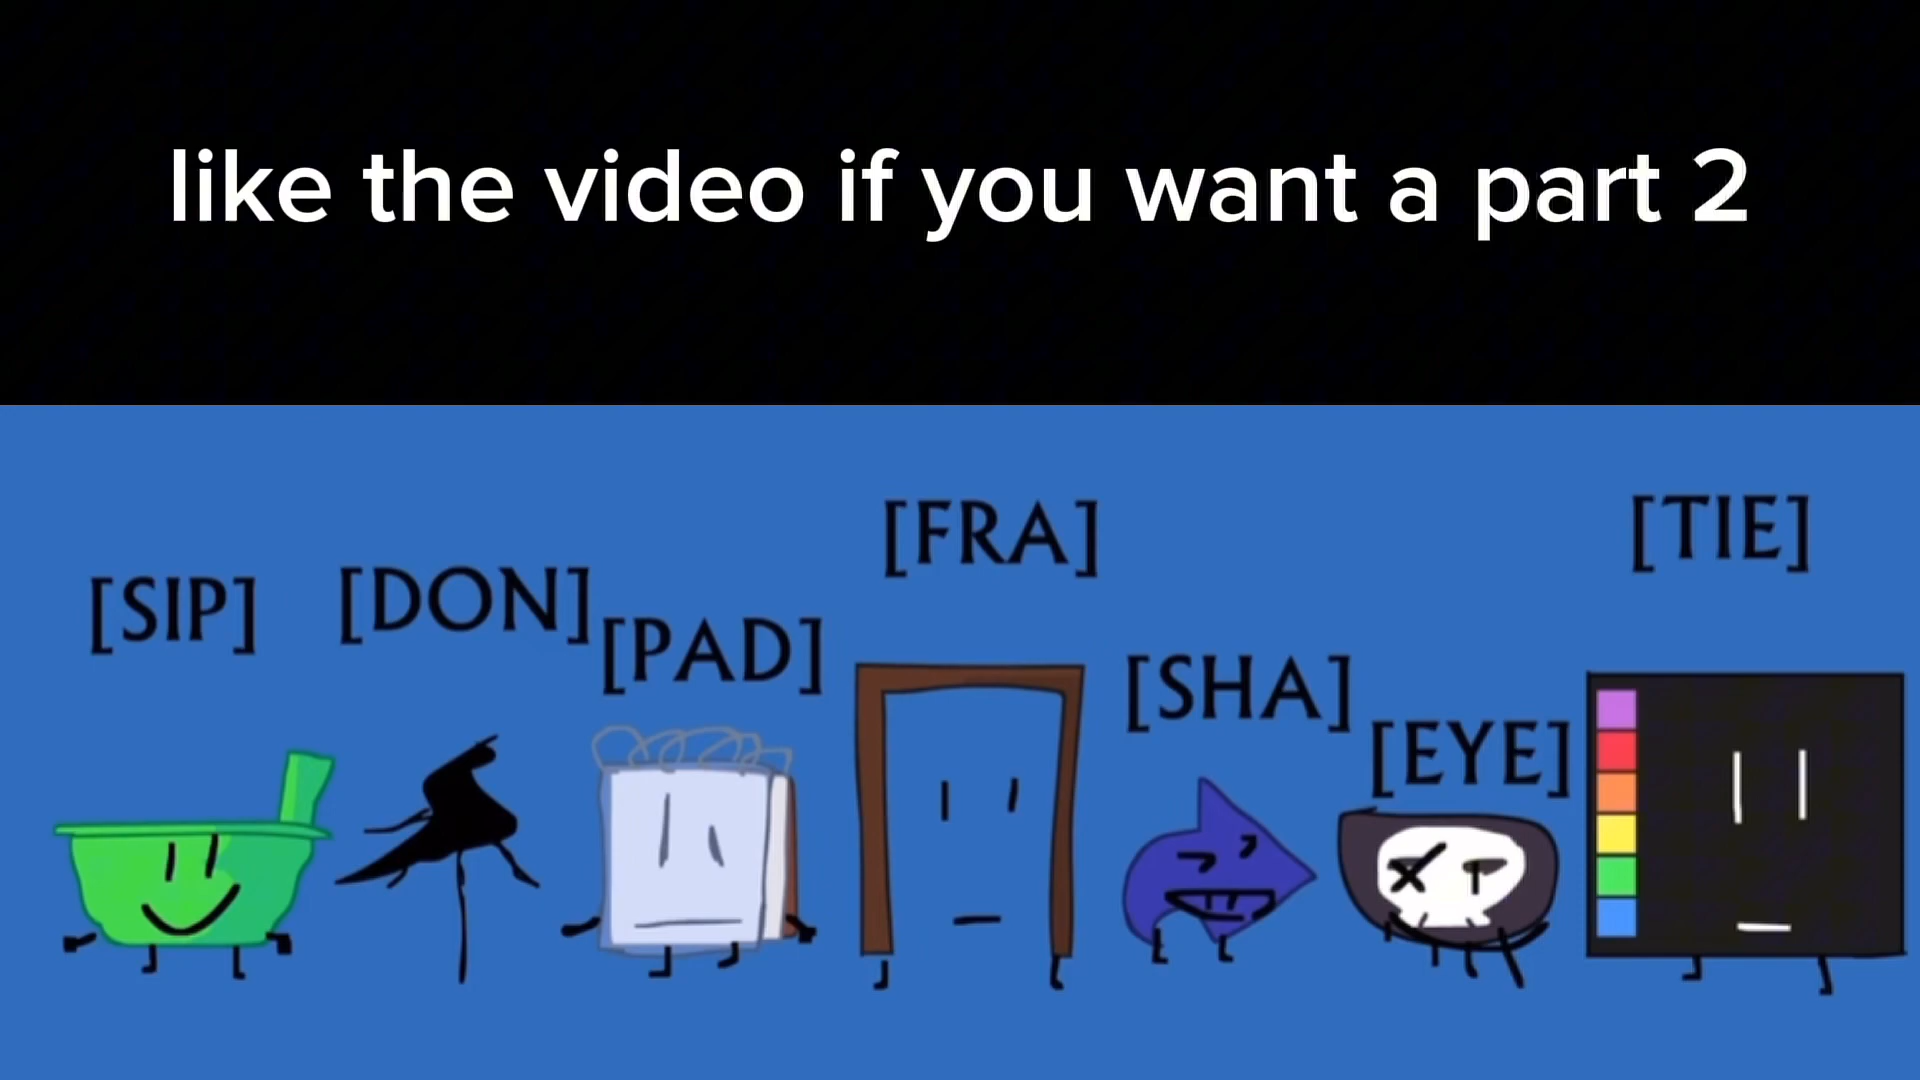 like the video if you want a part 2
[SIP]
[DON]
[PAD]
[FRA]
[SHA]
[EYE]
[TIE]